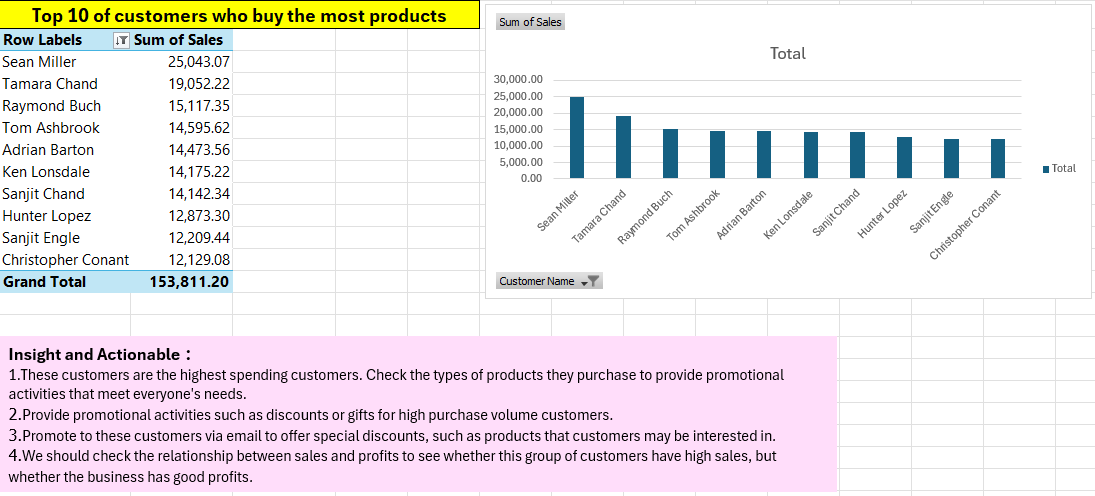 Top 10 of customers who buy the most products
Row Labels Sum of Sales
Sean Miller 25,043.07
Tamara Chand 19,052.22
Raymond Buch 15,117.35
Tom Ashbrook 14,595.62
Adrian Barton 14,473.56
Ken Lonsdale 14,175.22
Sanjit Chand 14,142.34
Hunter Lopez 12,873.30
Sanjit Engle 12,209.44
Christopher Conant 12,129.08
Grand Total 153,811.20
Sum of Sales
Total
30,000.00
25,000.00
20,000.00
15,000.00
10,000.00
5,000.00
0.00
Sean Miller
Tamara Chand
Raymond Buch
Tom Ashbrook
Adrian Barton
Ken Lonsdale
Sanjit Chand
Hunter Lopez
Sanjit Engle
Christopher Conant
Total
Customer Name
Insight and Actionable :
1.These customers are the highest spending customers. Check the types of products they purchase to provide promotional
activities that meet everyone's needs.
2.Provide promotional activities such as discounts or gifts for high purchase volume customers.
3.Promote to these customers via email to offer special discounts, such as products that customers may be interested in.
4.We should check the relationship between sales and profits to see whether this group of customers have high sales, but
whether the business has good profits.